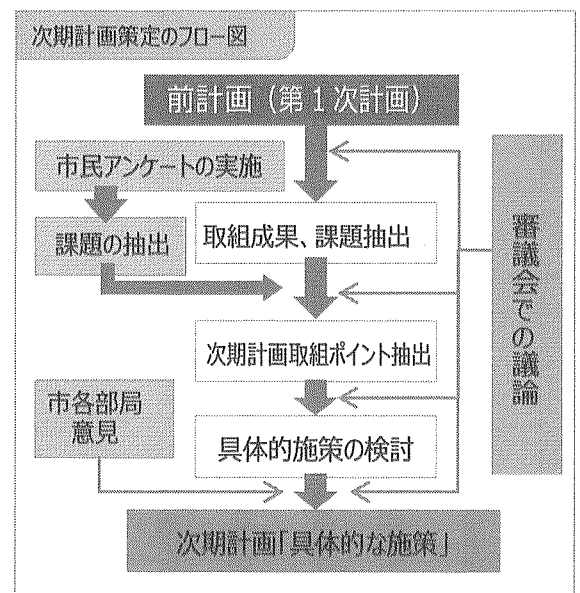 次期計画策定のフロー図
前計画（第１次計画）
市民アンケートの実施
課題の抽出
取組成果、課題抽出
審議会での議論
次期計画取組ポイント抽出
市各部局
意見
具体的施策の検討
次期計画「具体的な施策」